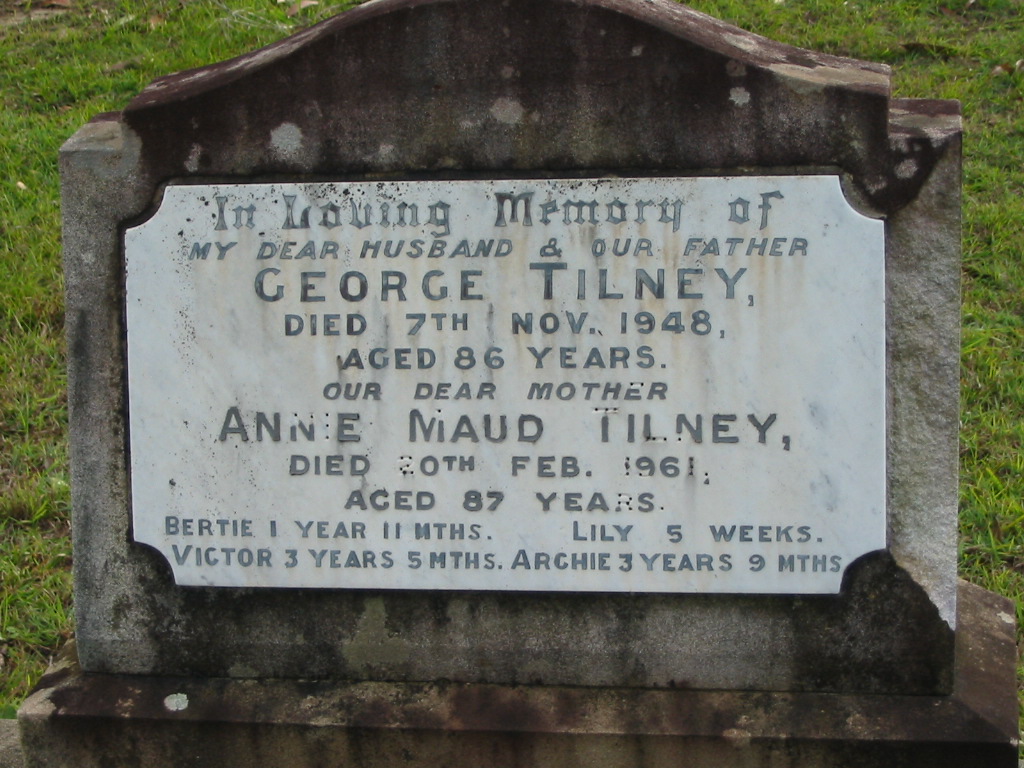 In Loving Memory of
MY DEAR HUSBAND & OUR FATHER
GEORGE TILNEY,
DIED 7TH NOV. 1948,
AGED 86 YEARS.
OUR DEAR MOTHER
ANNIE MAUD TILNEY,
DIED 20TH FEB. 1961,
AGED 87 YEARS.
BERTIE 1 YEAR 11 MTHS. LILY 5 WEEKS.
VICTOR 3 YEARS 5 MTHS. ARCHIE 3 YEARS 9 MTHS